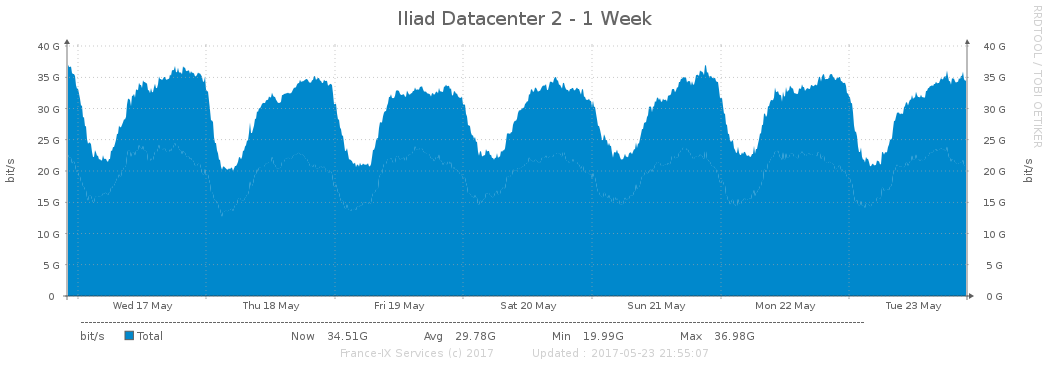 Iliad Datacenter 2 - 1 Week
RRDTOOL / TOBI OETIKER
40 G 40 G
35 G 35 G
30 G 30 G
25 G 25 G
20 G 20 G
15 G 15 G
10 G 10 G
5 G 5 G
0 0 G
bit/s bit/s
Wed 17 May Thu 18 May Fri 19 May Sat 20 May Sun 21 May Mon 22 May Tue 23 May
bit/s Total Now 34.51G Avg 29.78G Min 19.99G Max 36.98G
France-IX Services (c) 2017 Updated : 2017-05-23 21:55:07